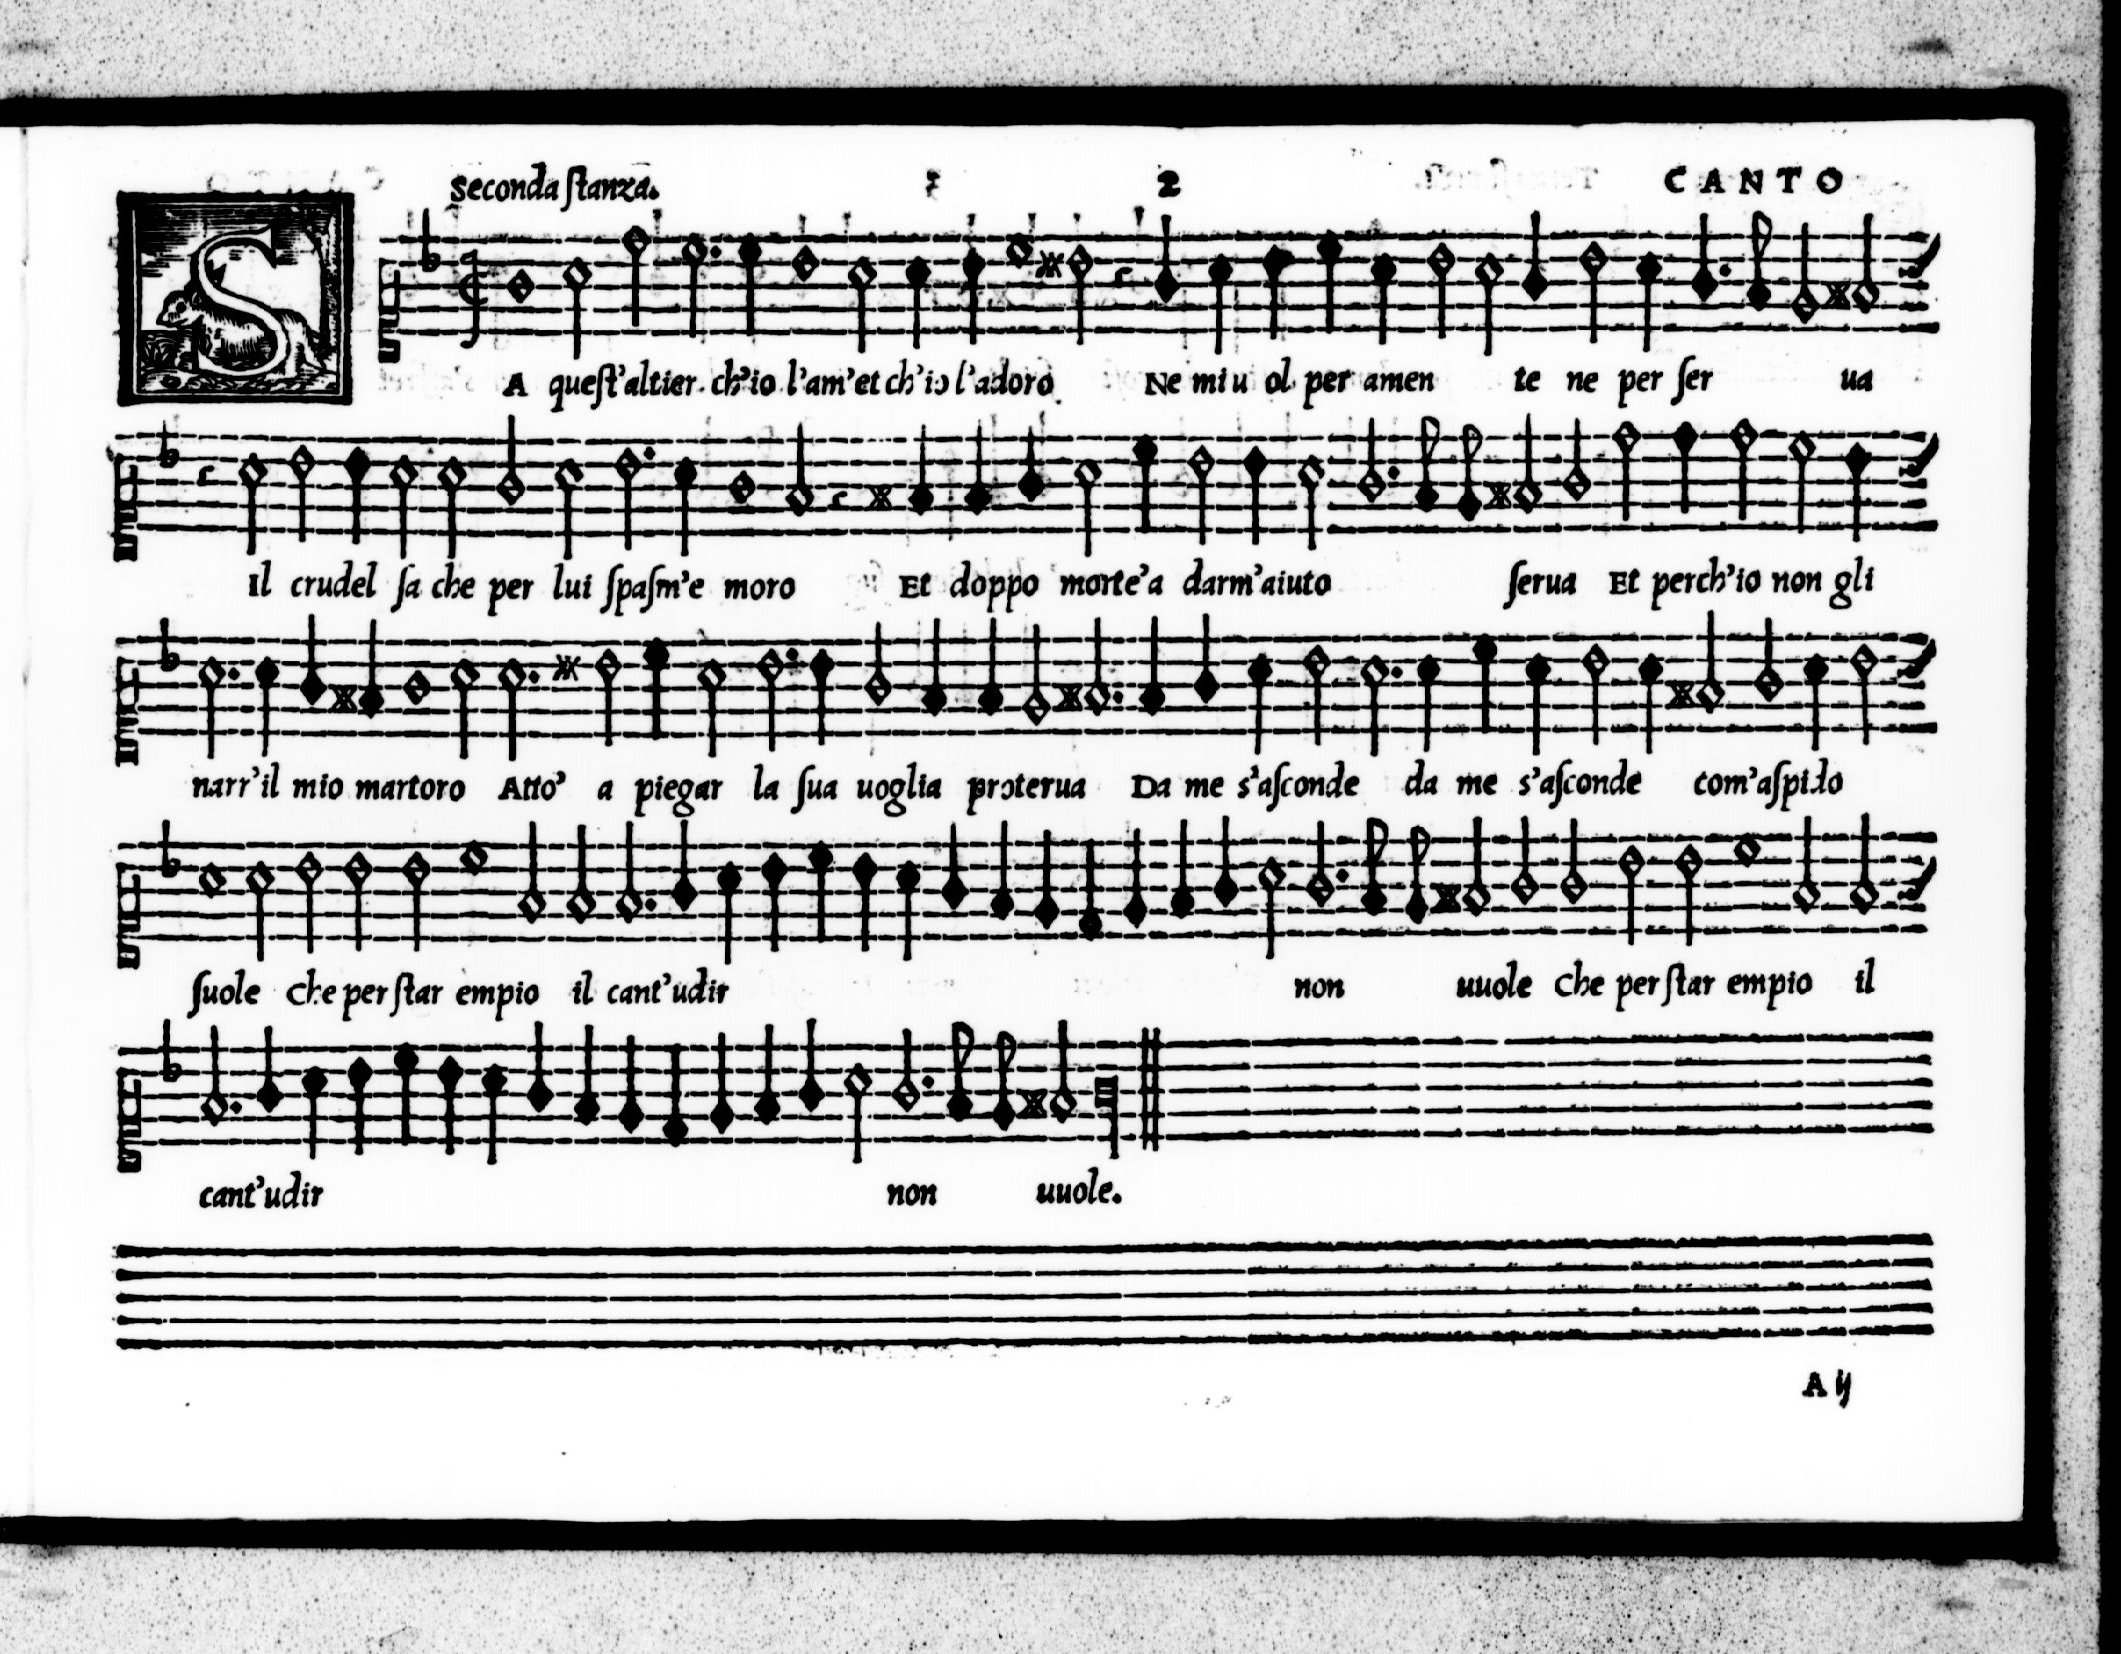 Seconda ſtanza. 2 CANTO
SA queſt'altier ch'io l'am'et ch'io l'adoro Ne mi u ol per amen te ne per ſer ua
Il crudel ſa che per lui ſpaſm'e moro Et doppo morte'a darm'aiuto ſerua Et perch'io non gli
narr'il mio martoro Atto' a piegar la ſua uoglia proterua Da me s'aſconde da me s'aſconde com'aſpido
ſuole Che per ſtar empio il cant'udir non uuole Che per ſtar empio il
cant'udir non uuole.
A ij